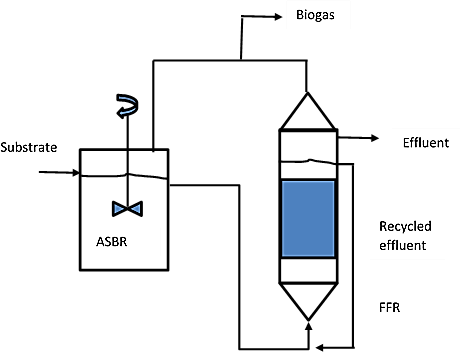 Biogas
Substrate
Effluent
ASBR
Recycled
effluent
FFR